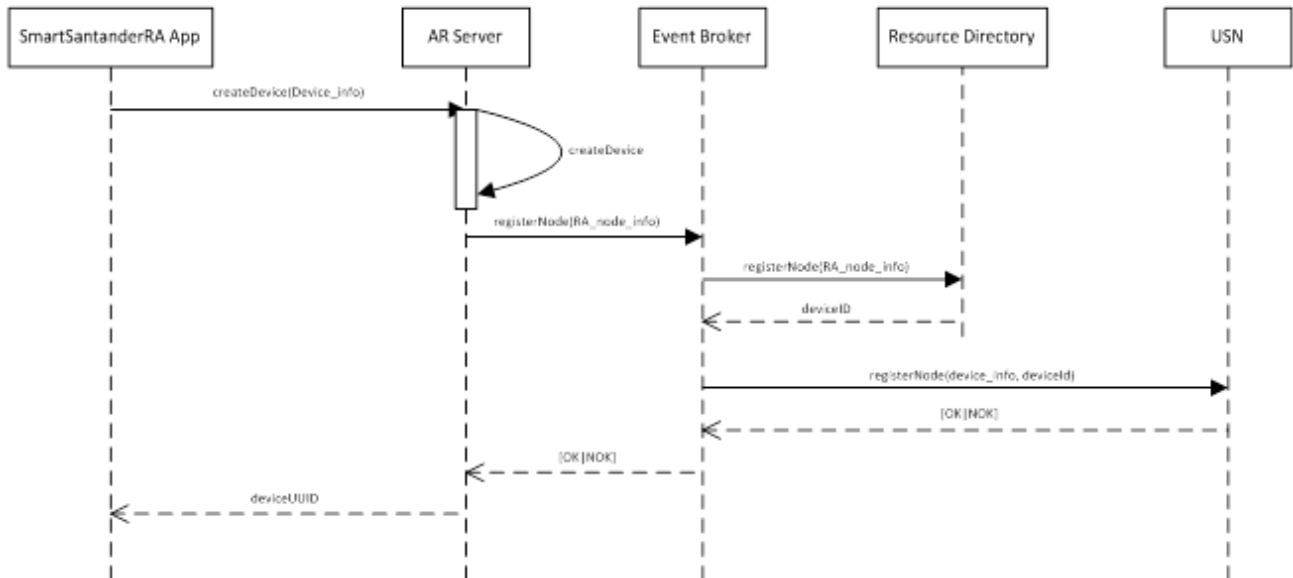 SmartSantanderRA App
AR Server
Event Broker
Resource Directory
USN
createDevice(Device_info)
createDevice
registerNode(RA_node_info)
registerNode(RA_node_info)
deviceID
registerNode(device_info, deviceId)
[OK|NOK]
[OK|NOK]
deviceUUID